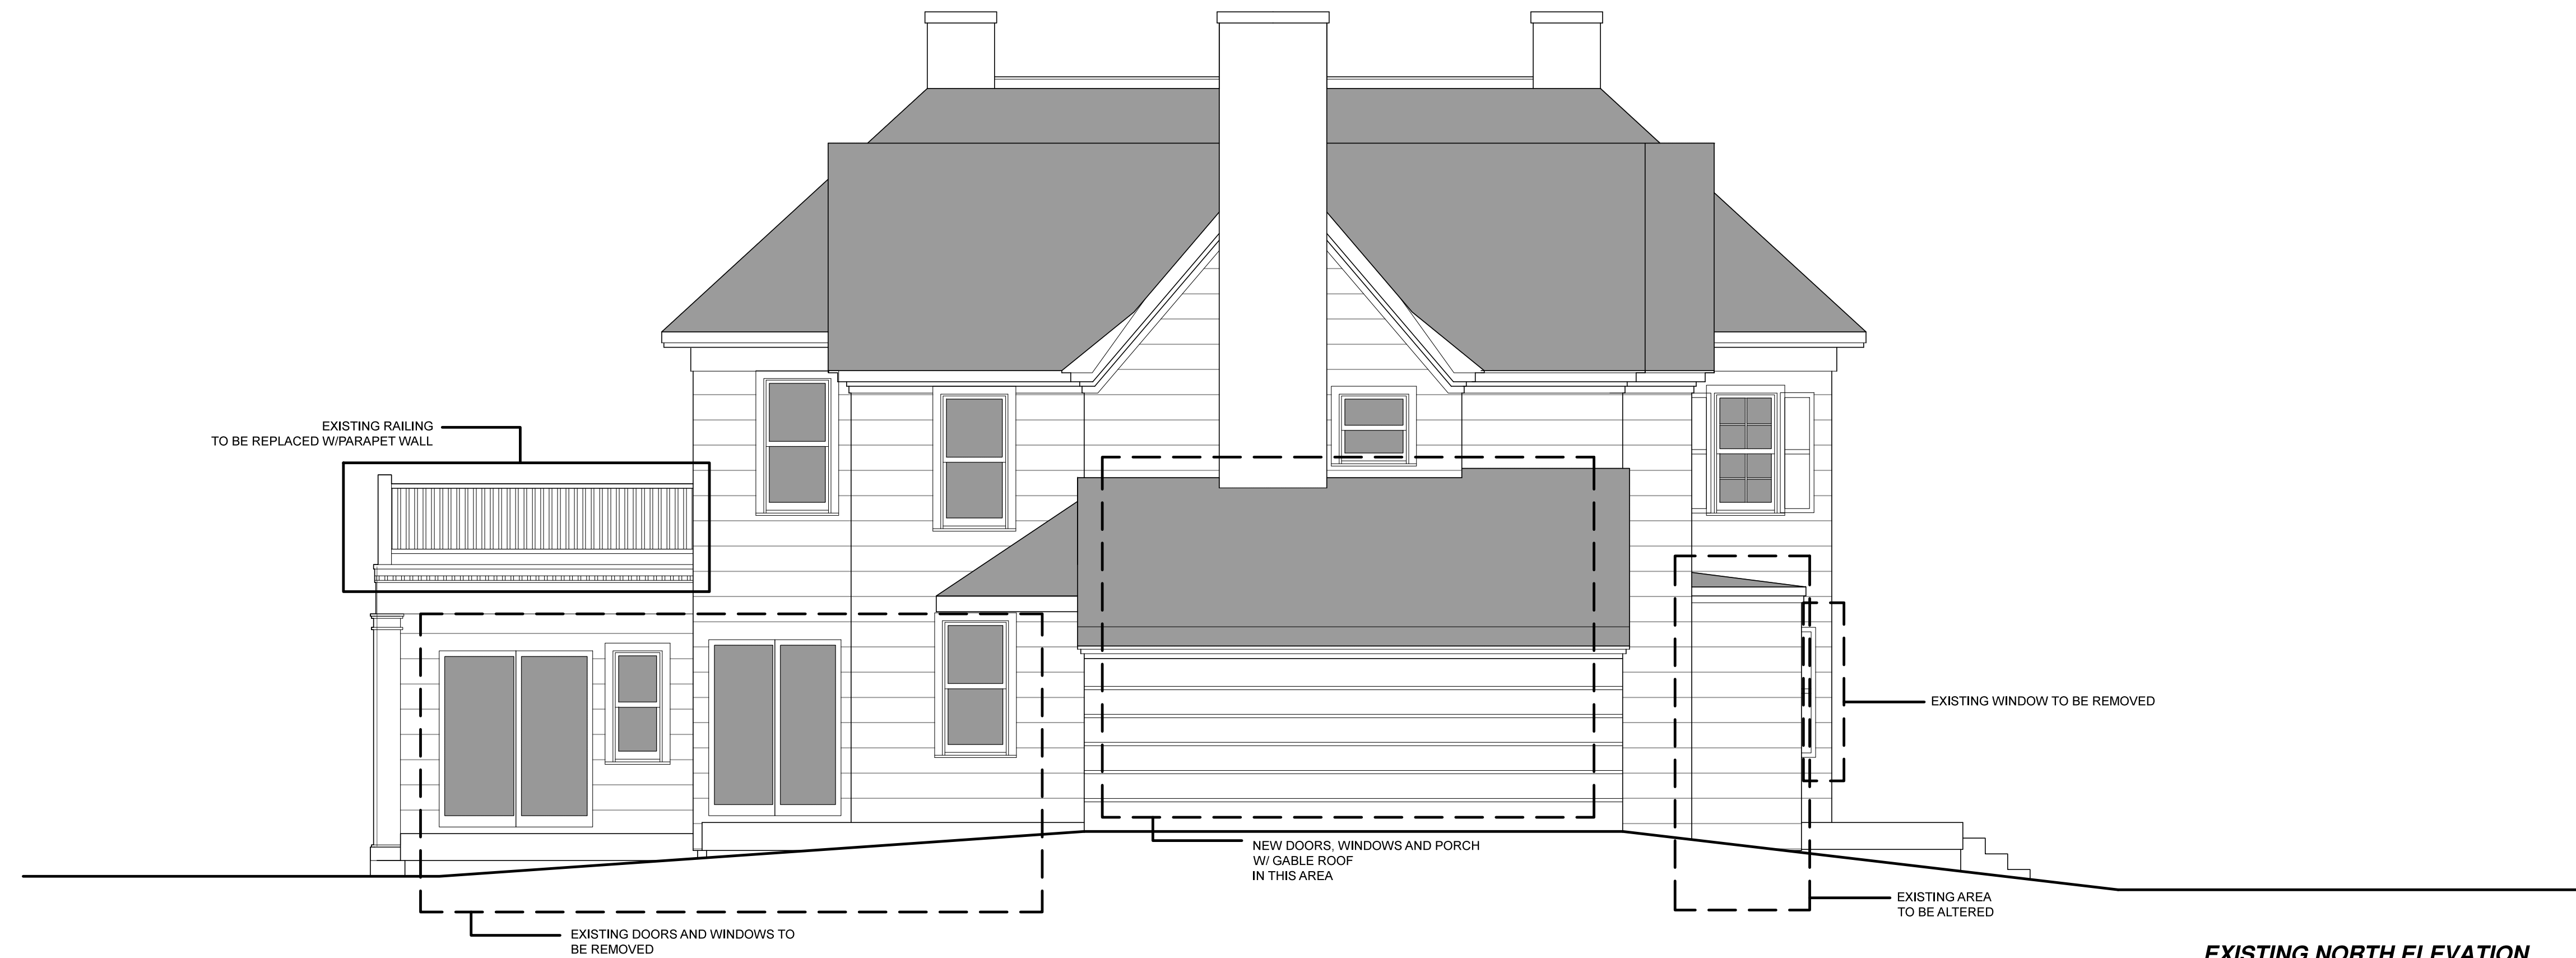 EXISTING RAILING
TO BE REPLACED W/PARAPET WALL
EXISTING WINDOW TO BE REMOVED
NEW DOORS, WINDOWS AND PORCH
W/ GABLE ROOF
IN THIS AREA
EXISTING AREA
TO BE ALTERED
EXISTING DOORS AND WINDOWS TO
BE REMOVED
EXISTING NORTH ELEVATION